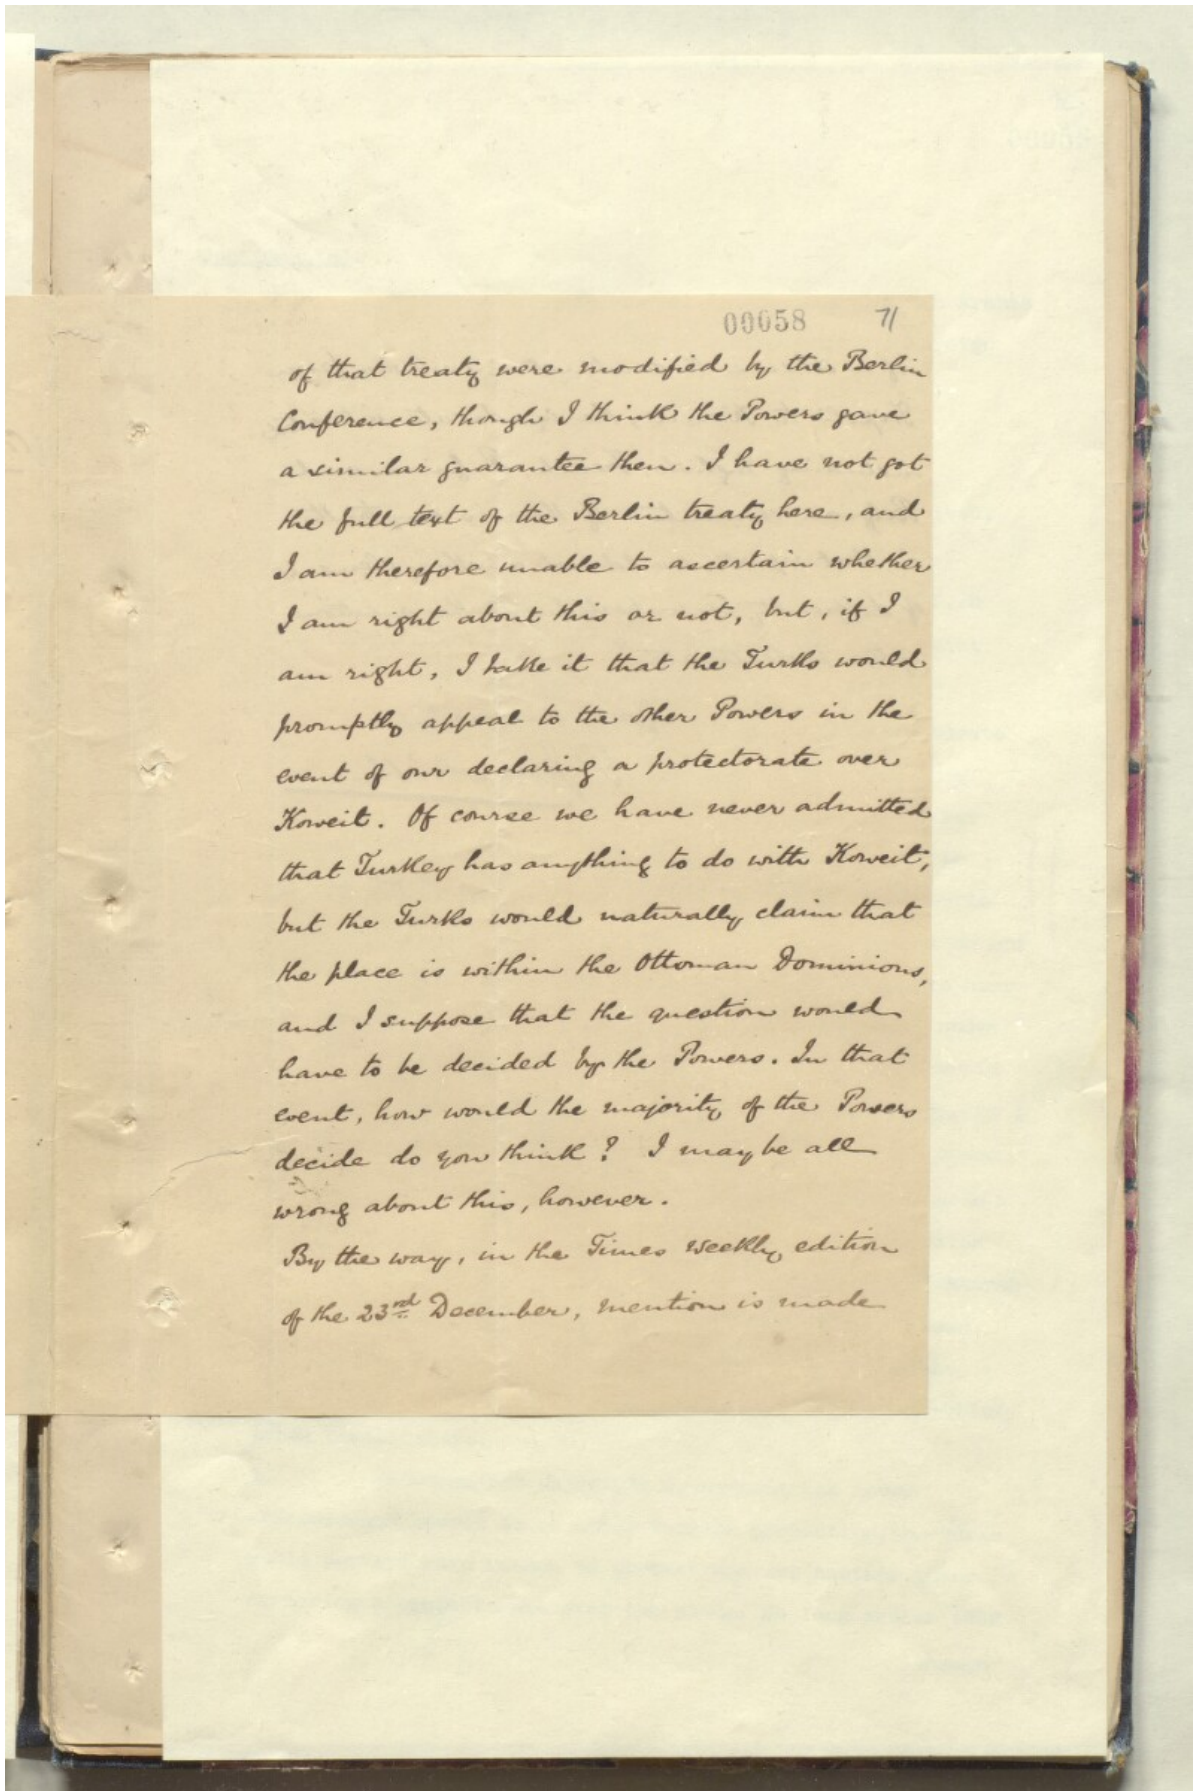 00058 71
of that treaty were modified by the Berlin
Conference, though I think the Powers gave
a similar guarantee then. I have not got
the full text of the Berlin treaty here, and
I am therefore unable to ascertain whether
I am right about this or not, but, if I
am right, I take it that the Turks would
promptly appeal to the other Powers in the
event of our declaring a protectorate over
Koweit. Of course we have never admitted
that Turkey has anything to do with Koweit,
but the Turks would naturally claim that
the place is within the Ottoman Dominions,
and I suppose that the question would
have to be decided by the Powers. In that
event, how would the majority of the Powers
decide do you think? I may be all
wrong about this, however.
By the way, in the Times weekly edition
of the 23rd December, mention is made